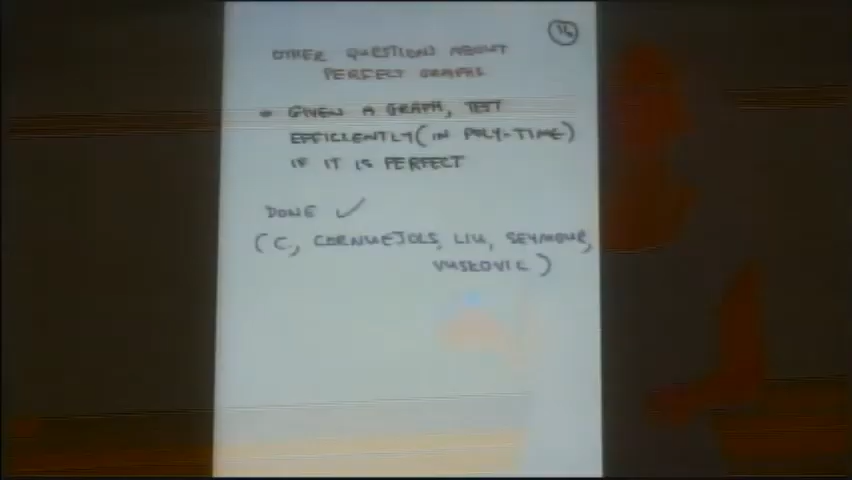 16
OTHER QUESTIONS ABOUT
PERFECT GRAPHS
• GIVEN A GRAPH, TEST
EFFICIENTLY (IN POLY-TIME)
IF IT IS PERFECT
DONE ✓
(C, CORNUEJOLS, LIU, SEYMOUR,
VUSKOVIC)